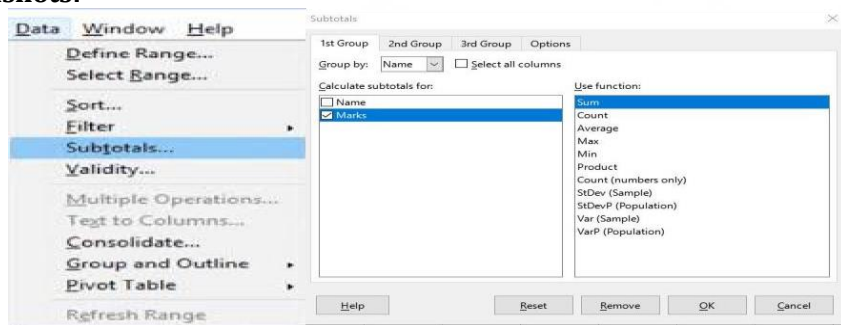 Data Window Help
Define Range...
Select Range...
Sort...
Filter
Subtotals...
Validity...
Multiple Operations...
Text to Columns...
Consolidate...
Group and Outline
Pivot Table
Refresh Range
Subtotals
1st Group 2nd Group 3rd Group Options
Group by: Name Select all columns
Calculate subtotals for:
Name
Marks
Use function:
Sum
Count
Average
Max
Min
Product
Count (numbers only)
StDev (Sample)
StDevP (Population)
Var (Sample)
VarP (Population)
Help Reset Remove OK Cancel